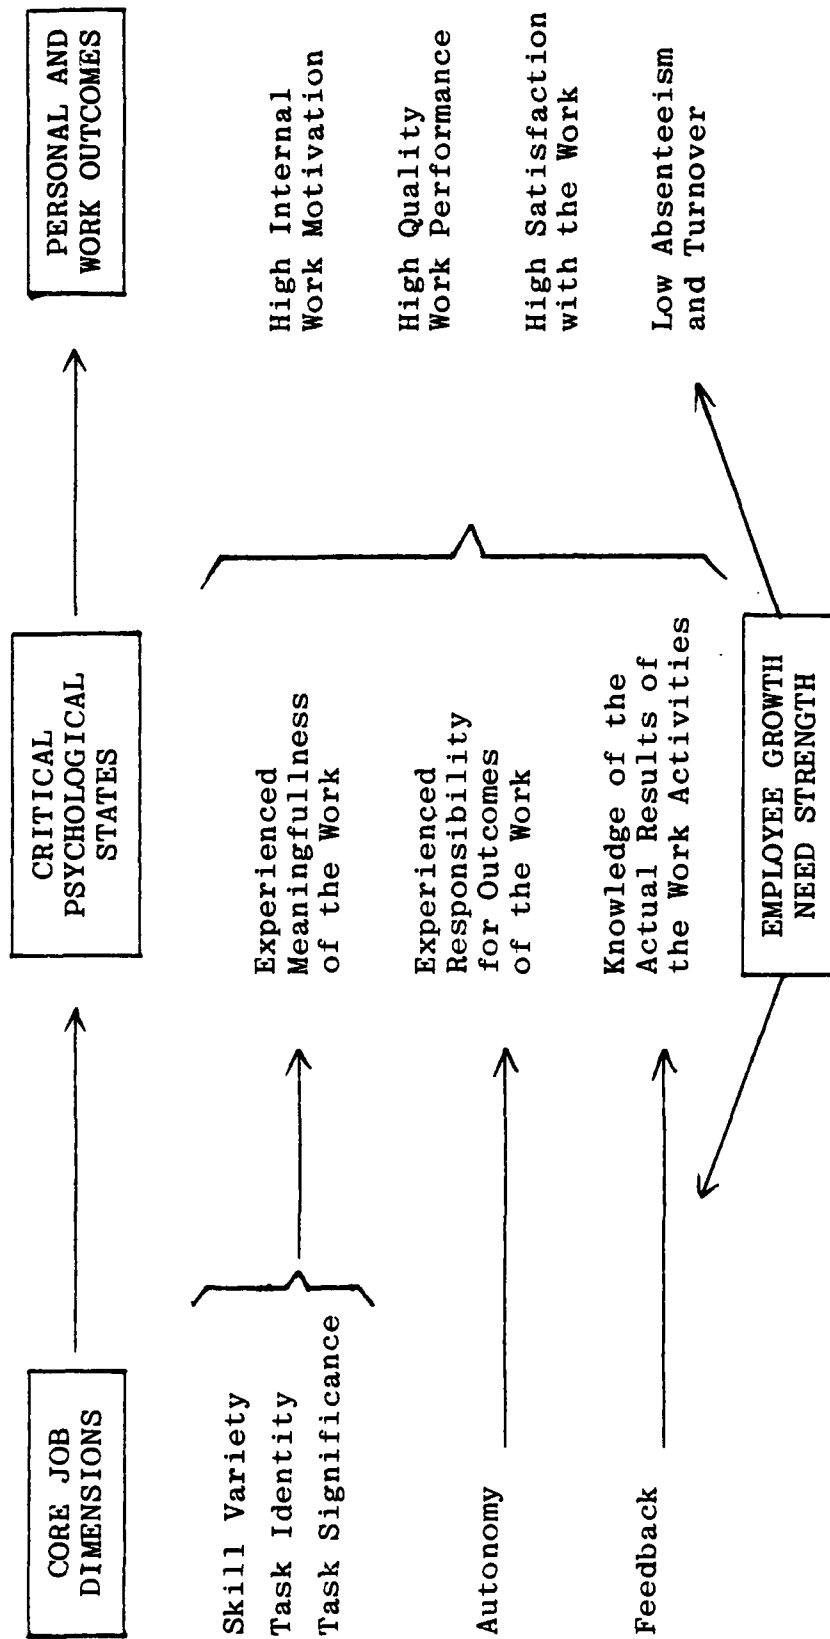 CORE JOB
DIMENSIONS
CRITICAL
PSYCHOLOGICAL
STATES
PERSONAL AND
WORK OUTCOMES
Skill Variety
Task Identity
Task Significance
Experienced
Meaningfullness
of the Work
Autonomy
Experienced
Responsibility
for Outcomes
of the Work
Feedback
Knowledge of the
Actual Results of
the Work Activities
High Internal
Work Motivation
High Quality
Work Performance
High Satisfaction
with the Work
Low Absenteeism
and Turnover
EMPLOYEE GROWTH
NEED STRENGTH